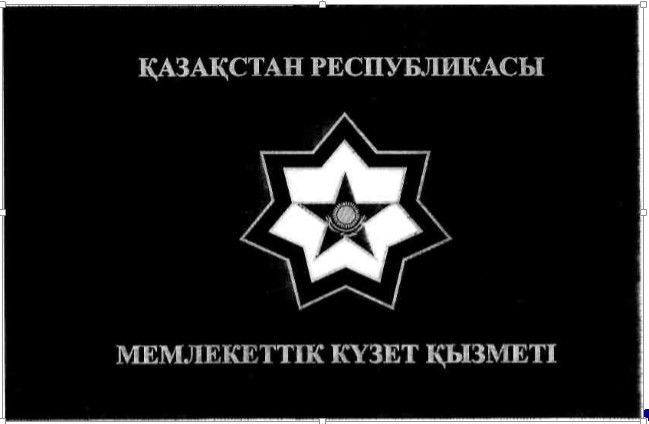 ҚАЗАҚСТАН РЕСПУБЛИКАСЫ
МЕМЛЕКЕТТІК КҮЗЕТ ҚЫЗМЕТІ